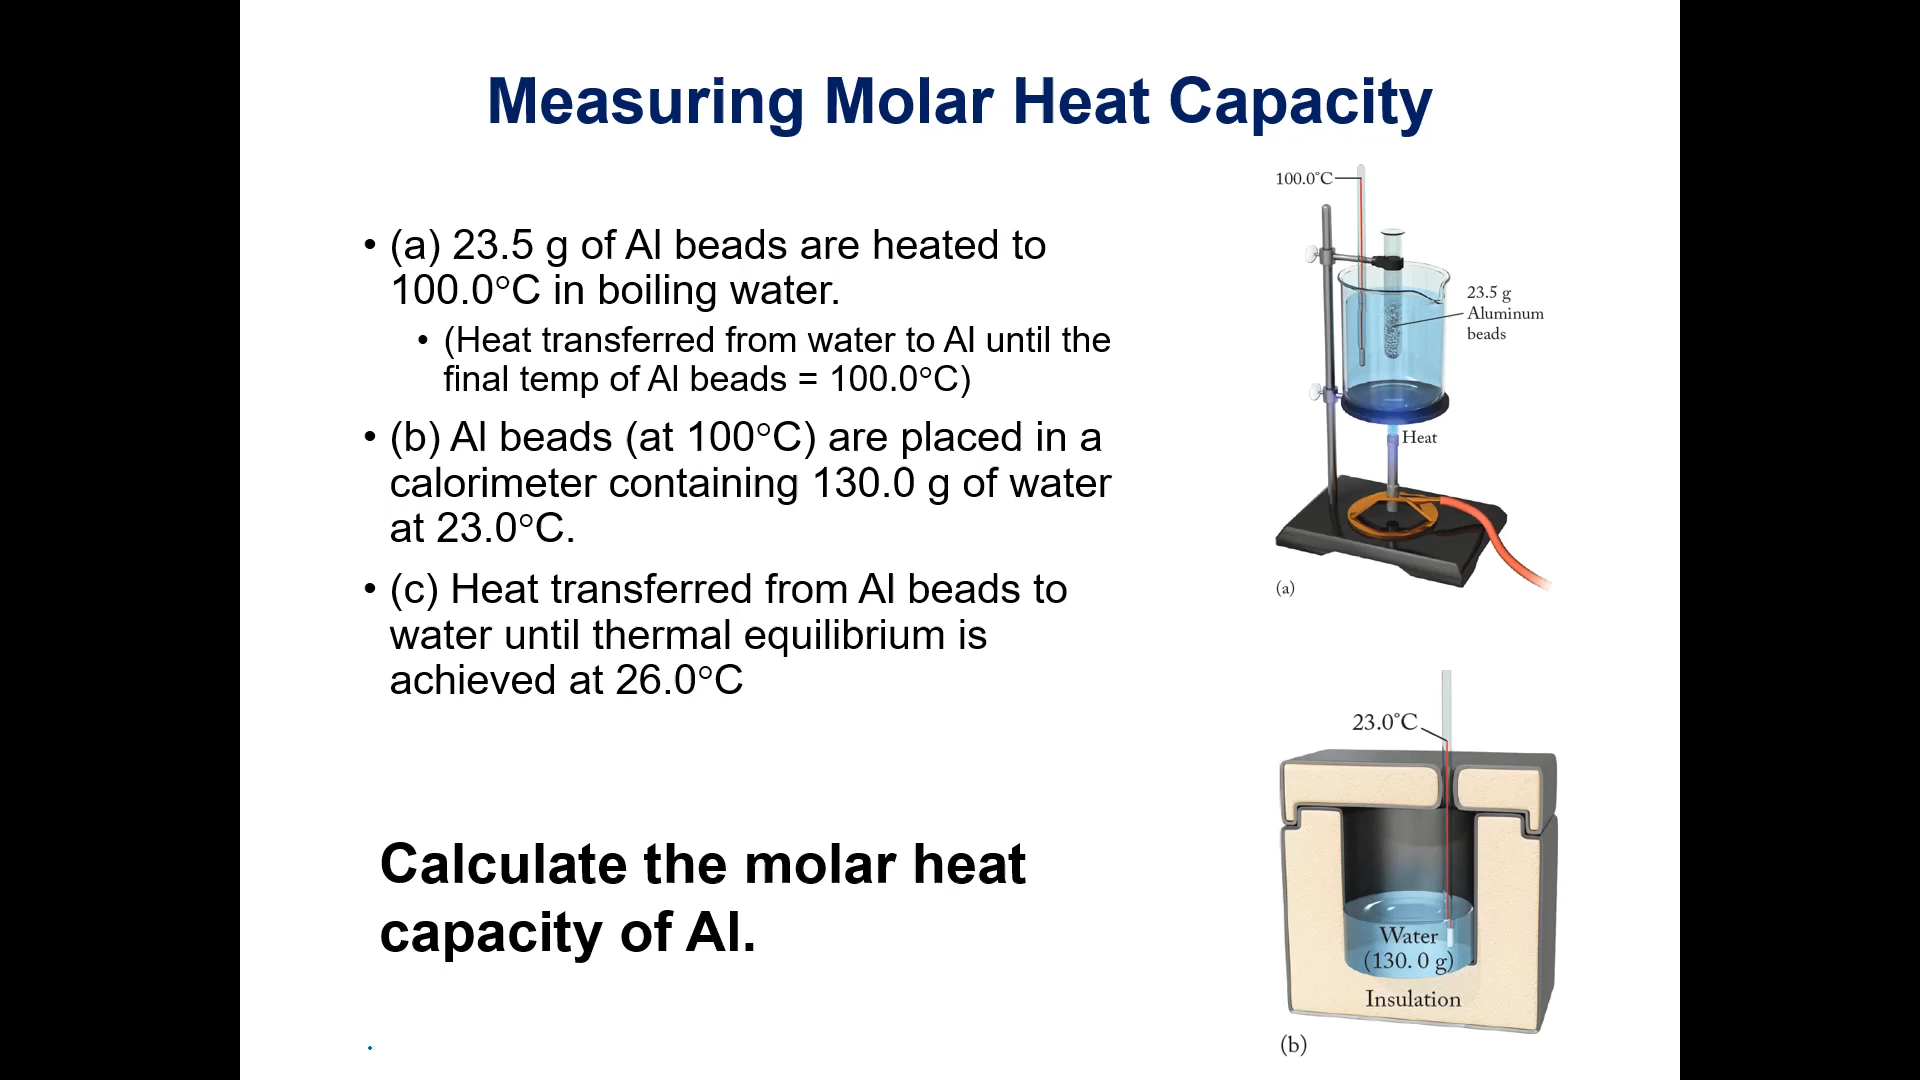 Measuring Molar Heat Capacity
• (a) 23.5 g of Al beads are heated to
100.0°C in boiling water.
• (Heat transferred from water to Al until the
final temp of Al beads = 100.0°C)
• (b) Al beads (at 100°C) are placed in a
calorimeter containing 130.0 g of water
at 23.0°C.
• (c) Heat transferred from Al beads to
water until thermal equilibrium is
achieved at 26.0°C
Calculate the molar heat
capacity of Al.
100.0°C
23.5 g
Aluminum
beads
Heat
(a)
23.0°C
Water
(130. 0 g)
Insulation
(b)